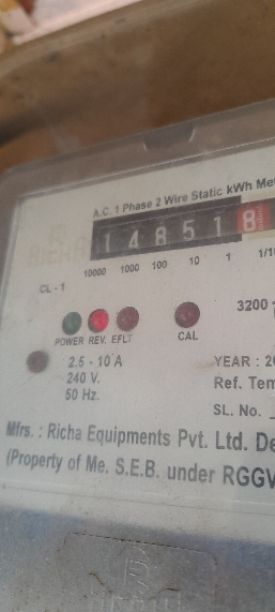 A.C. 1 Phase 2 Wire Static kWh Me
RICHA
1 4 8 5 1 8
10000 1000 100 10 1 1/1
CL - 1
3200
POWER REV. EFLT CAL
2.5 - 10 A
240 V.
50 Hz.
YEARːː 2
Ref. Tem
SL. No.
Mfrs. : Richa Equipments Pvt. Ltd. De
(Property of Me. S.E.B. under RGGV